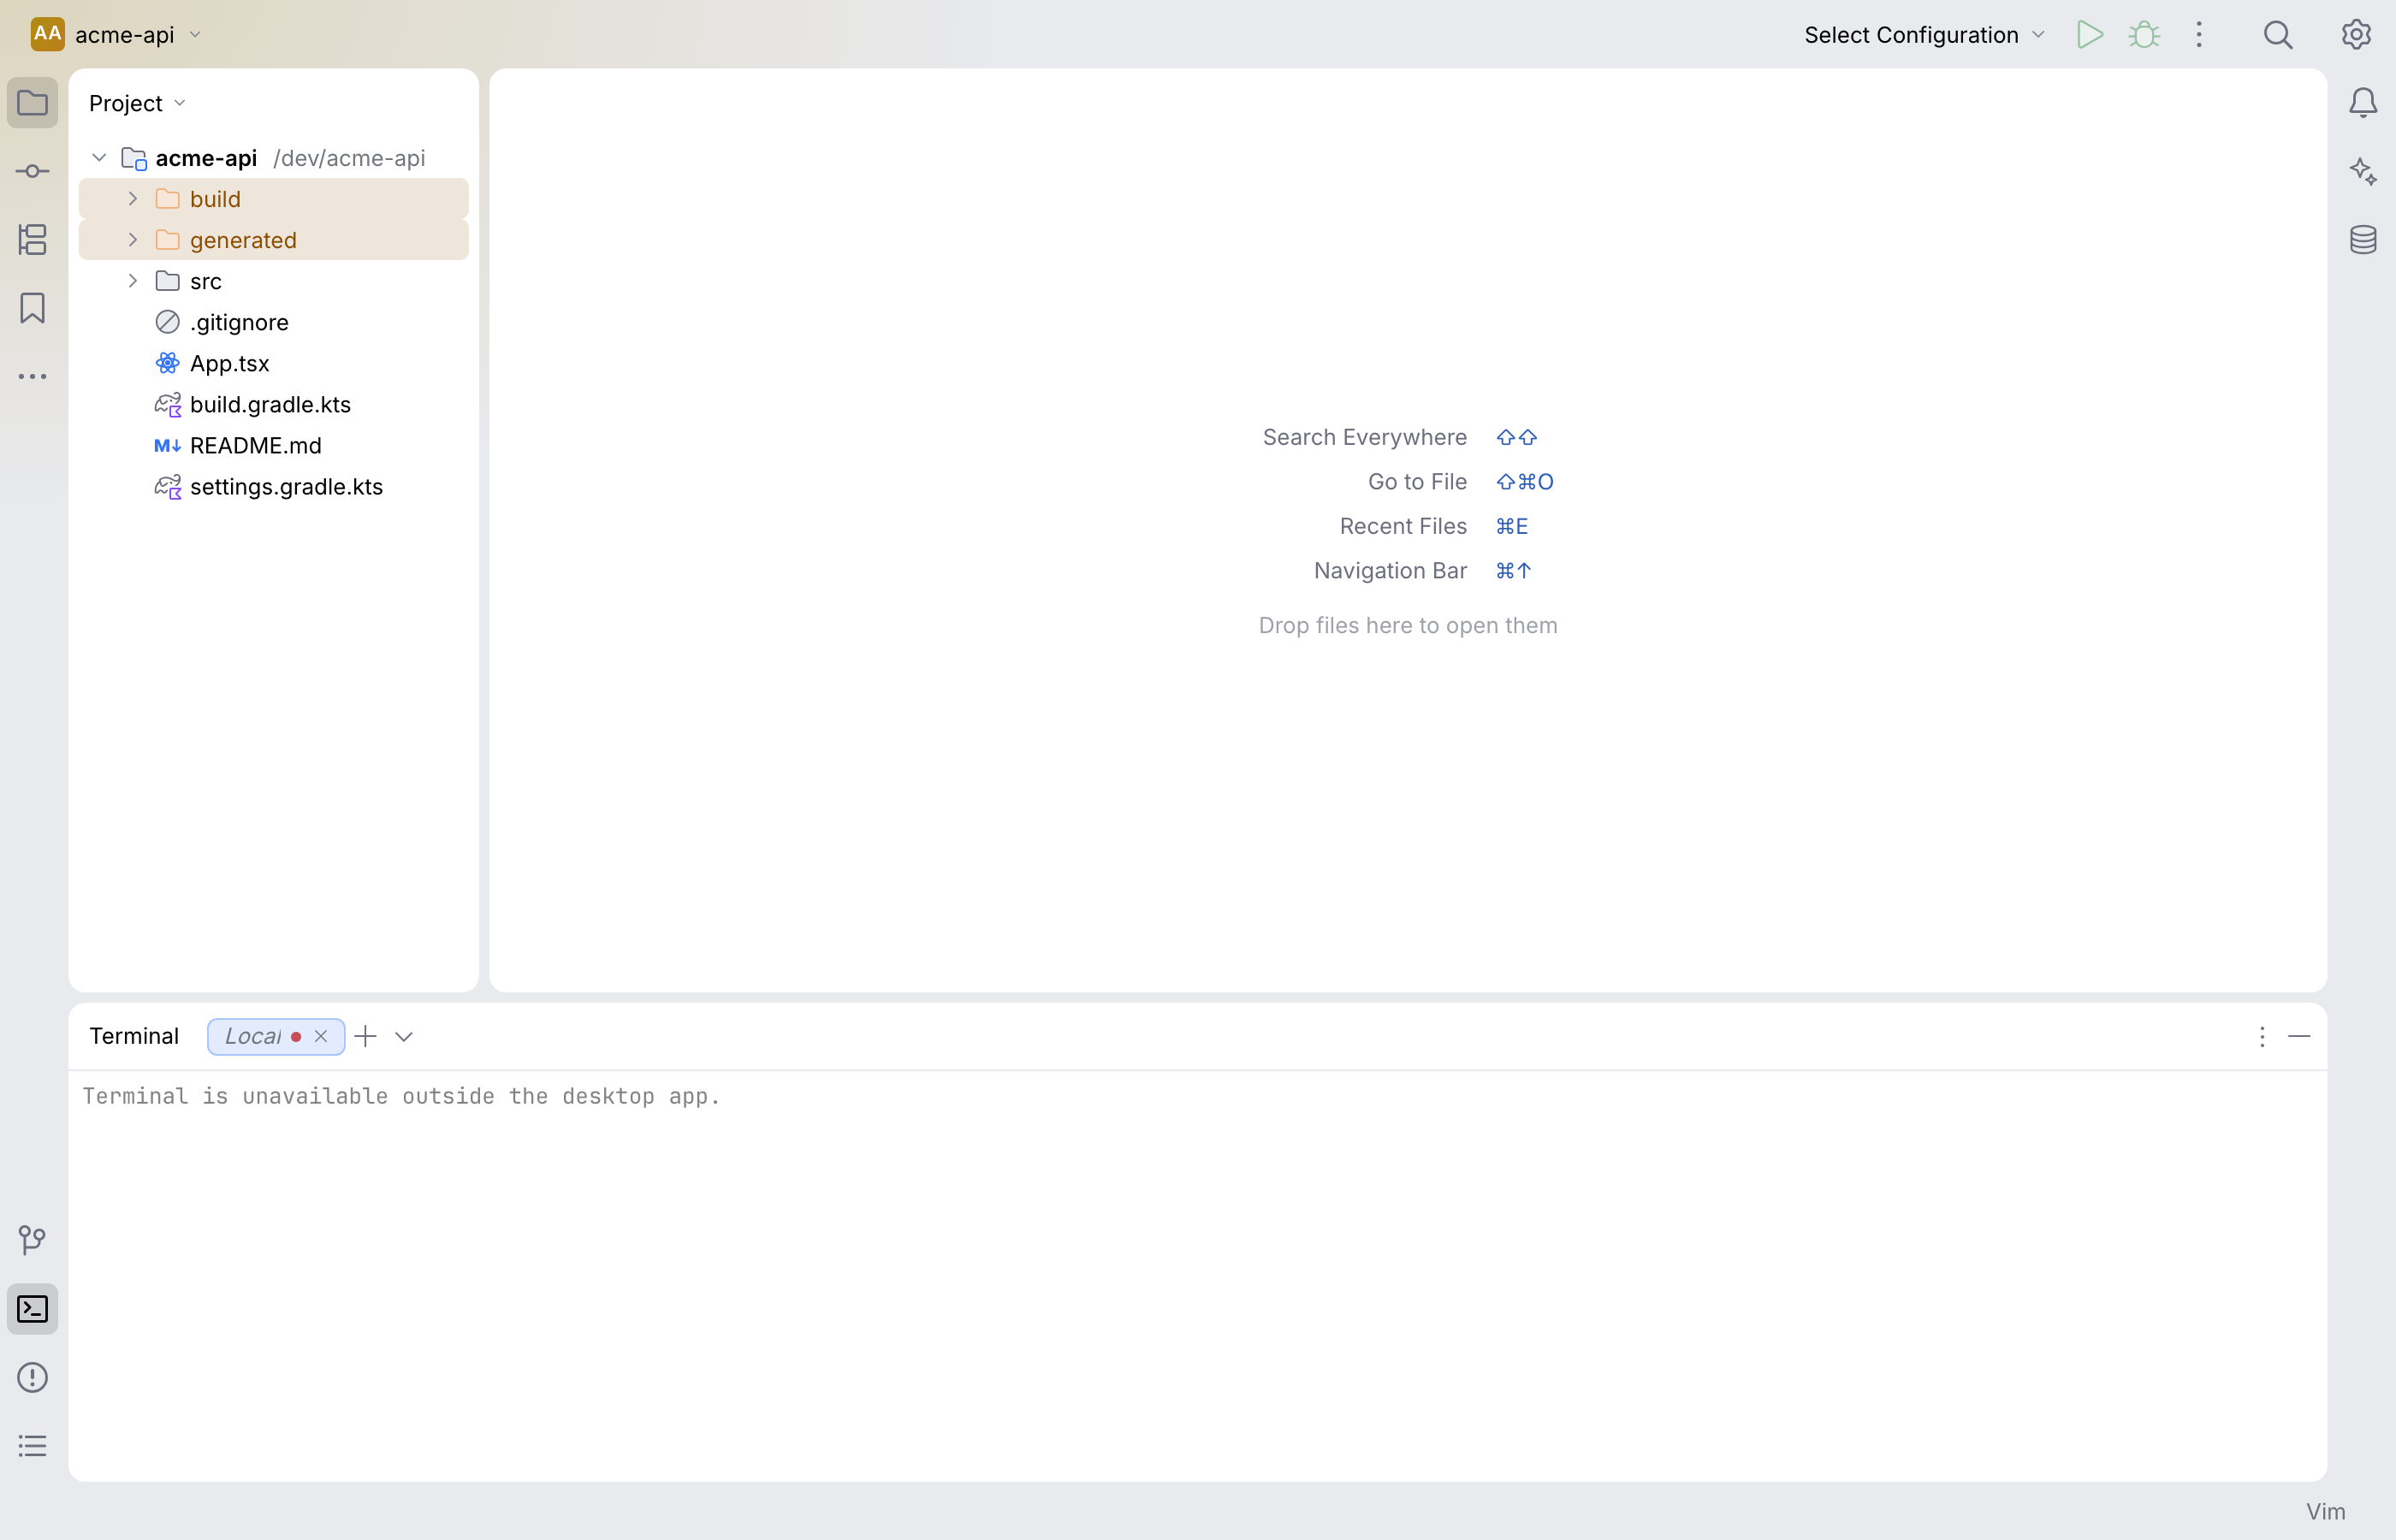 AA acme-api
Select Configuration
Project
acme-api /dev/acme-api
build
generated
src
.gitignore
App.tsx
build.gradle.kts
M↓ README.md
settings.gradle.kts
Search Everywhere ⇧⇧
Go to File ⇧⌘O
Recent Files ⌘E
Navigation Bar ⌘↑
Drop files here to open them
Terminal Local
Terminal is unavailable outside the desktop app.
Vim